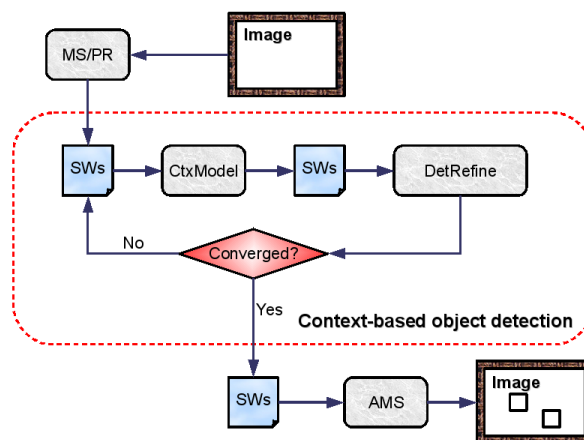 Image
MS/PR
SWs
CtxModel
SWs
DetRefine
No
Converged?
Yes
Context-based object detection
SWs
AMS
Image